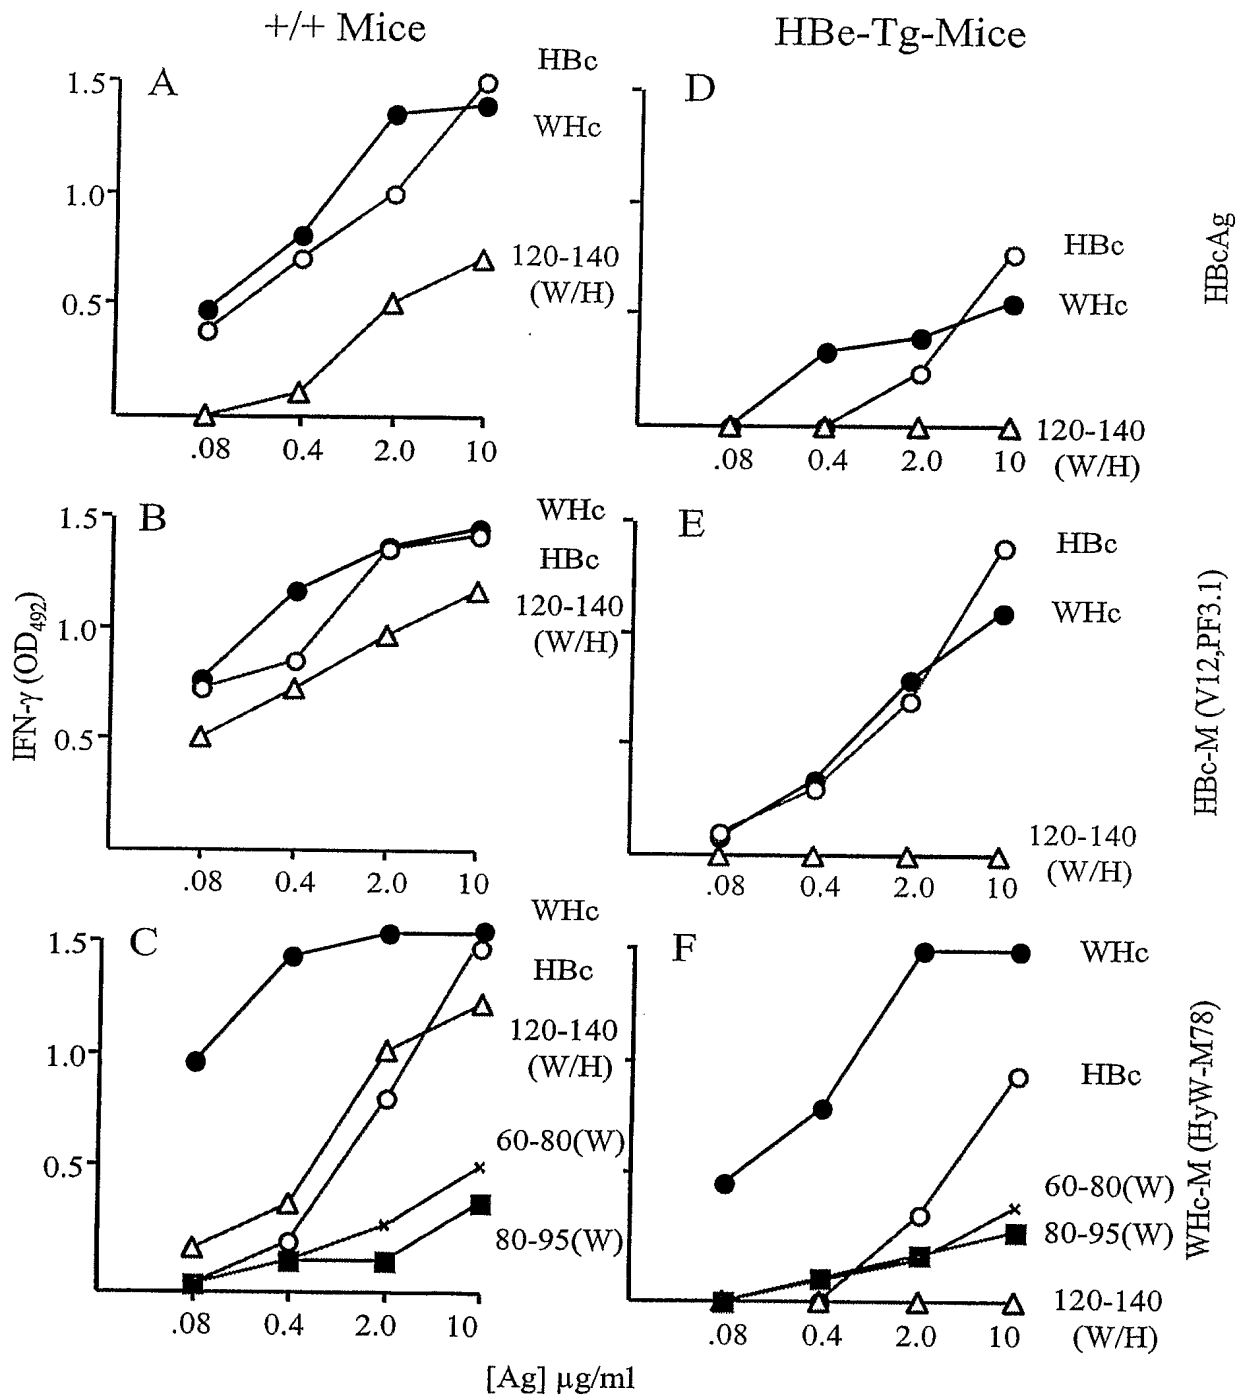 +/+ Mice
HBe-Tg-Mice
A
1.5
1.0
0.5
HBc
WHc
120-140
(W/H)
.08 0.4 2.0 10
D
HBc
WHc
120-140
(W/H)
.08 0.4 2.0 10
HBcAg
B
1.5
1.0
0.5
WHc
HBc
120-140
(W/H)
.08 0.4 2.0 10
IFN-γ (OD492)
E
HBc
WHc
120-140
(W/H)
.08 0.4 2.0 10
HBc-M (V12,PF3.1)
C
1.5
1.0
0.5
WHc
HBc
120-140
(W/H)
60-80(W)
80-95(W)
.08 0.4 2.0 10
F
WHc
HBc
60-80(W)
80-95(W)
120-140
(W/H)
.08 0.4 2.0 10
WHc-M (HyW-M78)
[Ag] µg/ml